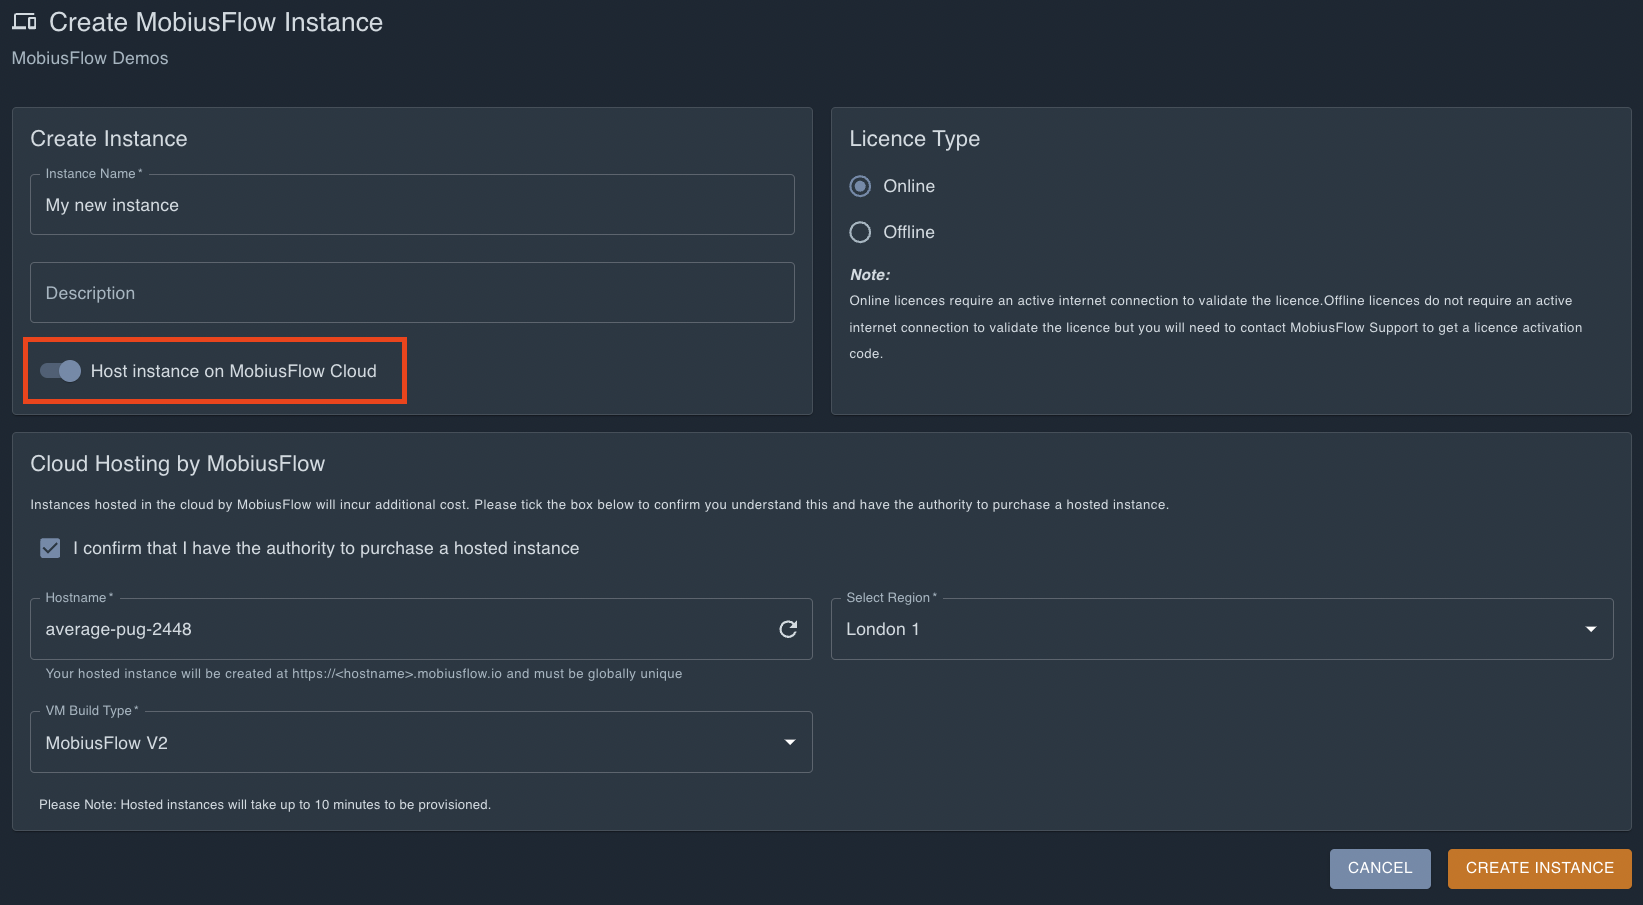 Create MobiusFlow Instance
MobiusFlow Demos
Create Instance
Instance Name *
My new instance
Description
Host instance on MobiusFlow Cloud
Licence Type
Online
Offline
Note:
Online licences require an active internet connection to validate the licence.Offline licences do not require an active
internet connection to validate the licence but you will need to contact MobiusFlow Support to get a licence activation
code.
Cloud Hosting by MobiusFlow
Instances hosted in the cloud by MobiusFlow will incur additional cost. Please tick the box below to confirm you understand this and have the authority to purchase a hosted instance.
I confirm that I have the authority to purchase a hosted instance
Hostname *
average-pug-2448
Your hosted instance will be created at https://<hostname>.mobiusflow.io and must be globally unique
Select Region *
London 1
VM Build Type *
MobiusFlow V2
Please Note: Hosted instances will take up to 10 minutes to be provisioned.
CANCEL
CREATE INSTANCE